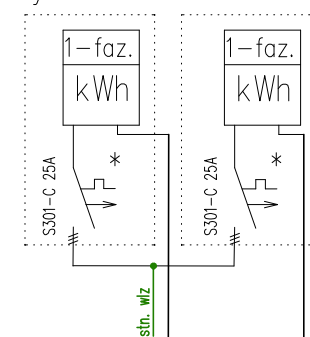 1-faz.
kWh
S301-C 25A
*
1-faz.
kWh
S301-C 25A
*
stn. wlz